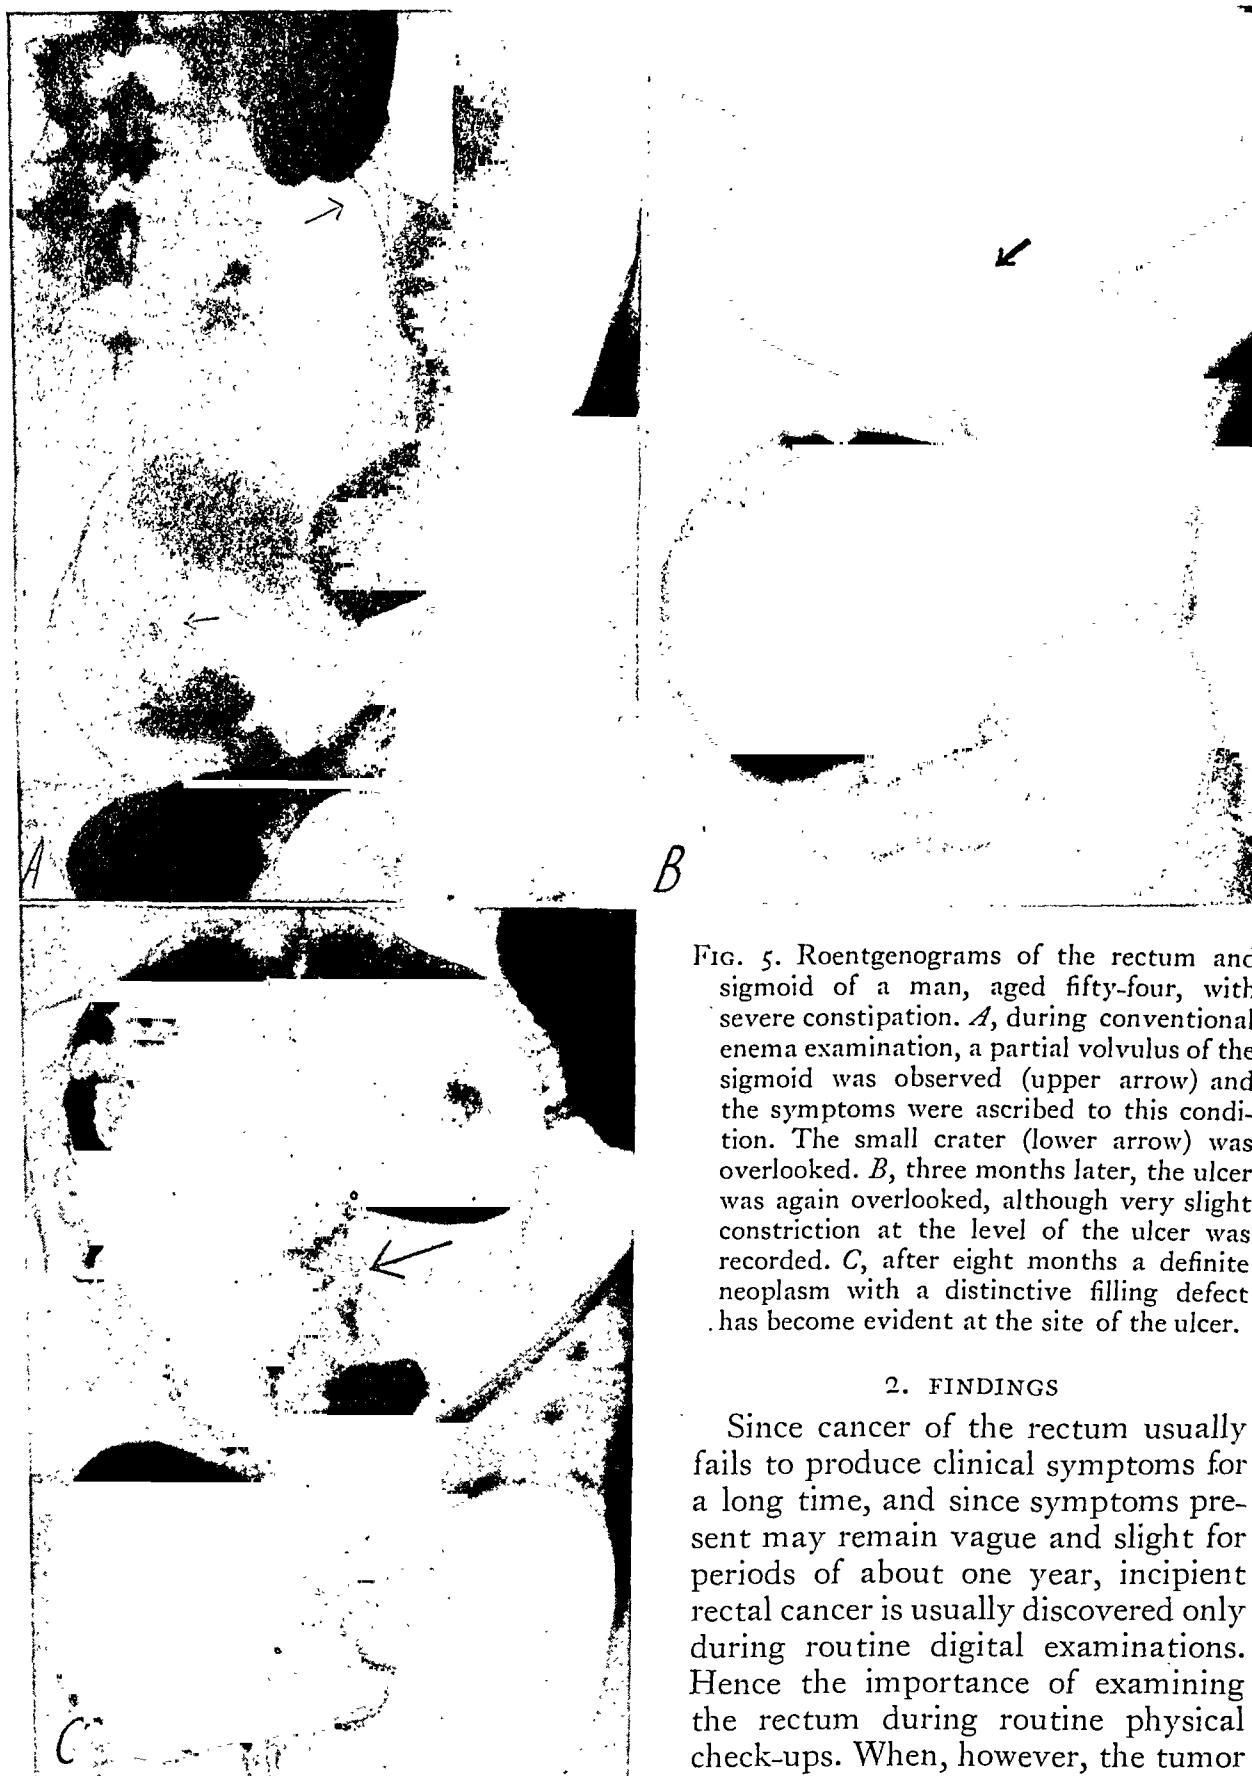 A
B
C
FIG. 5. Roentgenograms of the rectum and
sigmoid of a man, aged fifty-four, with
severe constipation. A, during conventional
enema examination, a partial volvulus of the
sigmoid was observed (upper arrow) and
the symptoms were ascribed to this condi-
tion. The small crater (lower arrow) was
overlooked. B, three months later, the ulcer
was again overlooked, although very slight
constriction at the level of the ulcer was
recorded. C, after eight months a definite
neoplasm with a distinctive filling defect
has become evident at the site of the ulcer.
2. FINDINGS
Since cancer of the rectum usually
fails to produce clinical symptoms for
a long time, and since symptoms pre-
sent may remain vague and slight for
periods of about one year, incipient
rectal cancer is usually discovered only
during routine digital examinations.
Hence the importance of examining
the rectum during routine physical
check-ups. When, however, the tumor